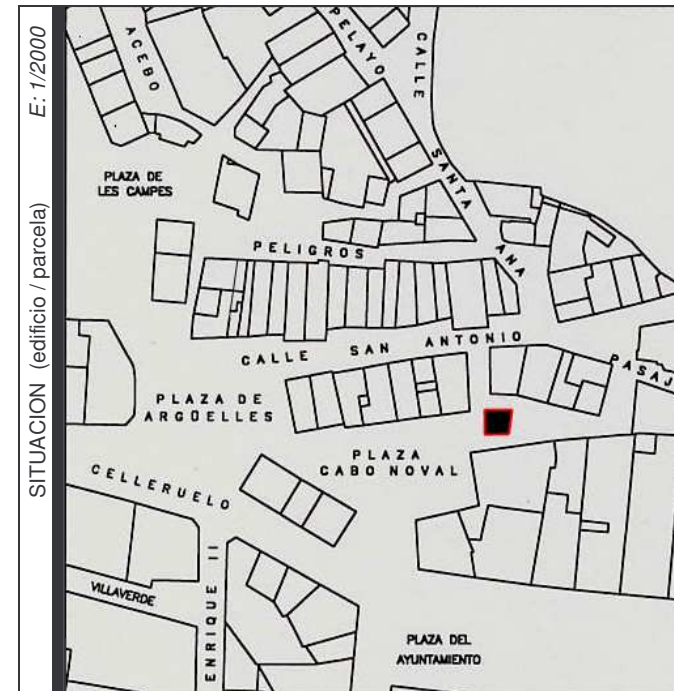 SITUACION (edificio / parcela) E: 1/2000
ACEBO
PELAYO
CALLE
SANTA ANA
PLAZA DE
LES CAMPES
PELIGROS
CALLE SAN ANTONIO
PASAJ
PLAZA DE
ARGÜELLES
PLAZA
CABO NOVAL
CELLERUELO
VILLAVERDE
ENRIQUE II
PLAZA DEL
AYUNTAMIENTO